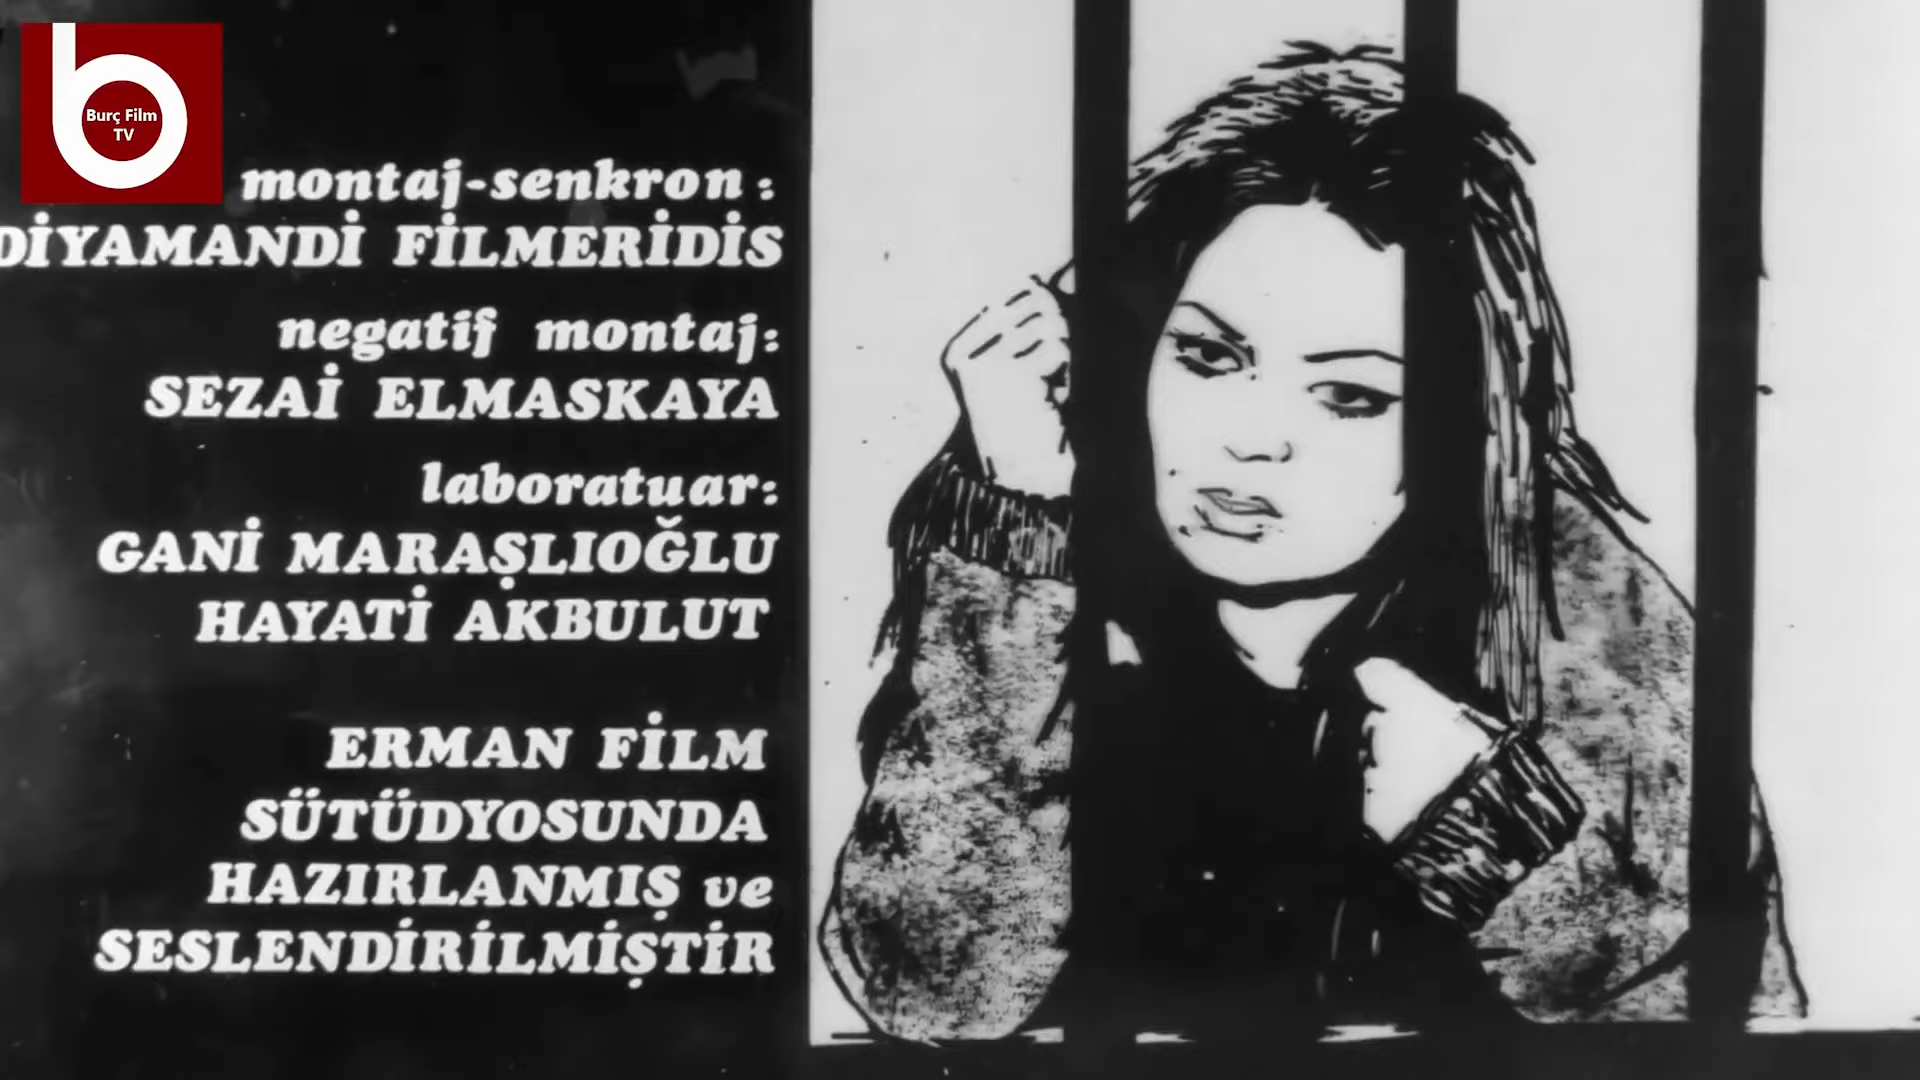 Burç Film
TV
montaj-senkron:
DİYAMANDİ FİLMERİDİS
negatif montaj:
SEZAİ ELMASKAYA
laboratuar:
GANİ MARAŞLIOĞLU
HAYATİ AKBULUT
ERMAN FİLM
SÜTÜDYOSUNDA
HAZIRLANMIŞ ve
SESLENDİRİLMİŞTİR